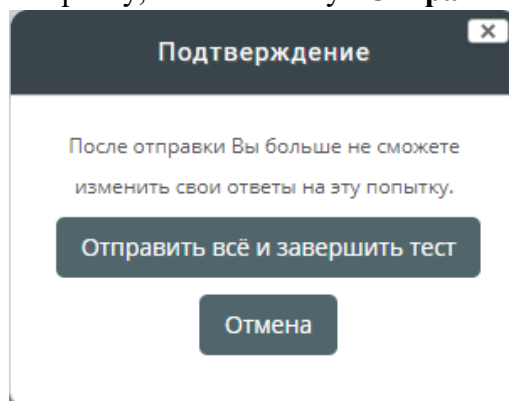 Подтверждение
После отправки Вы больше не сможете
изменить свои ответы на эту попытку.
Отправить всё и завершить тест
Отмена